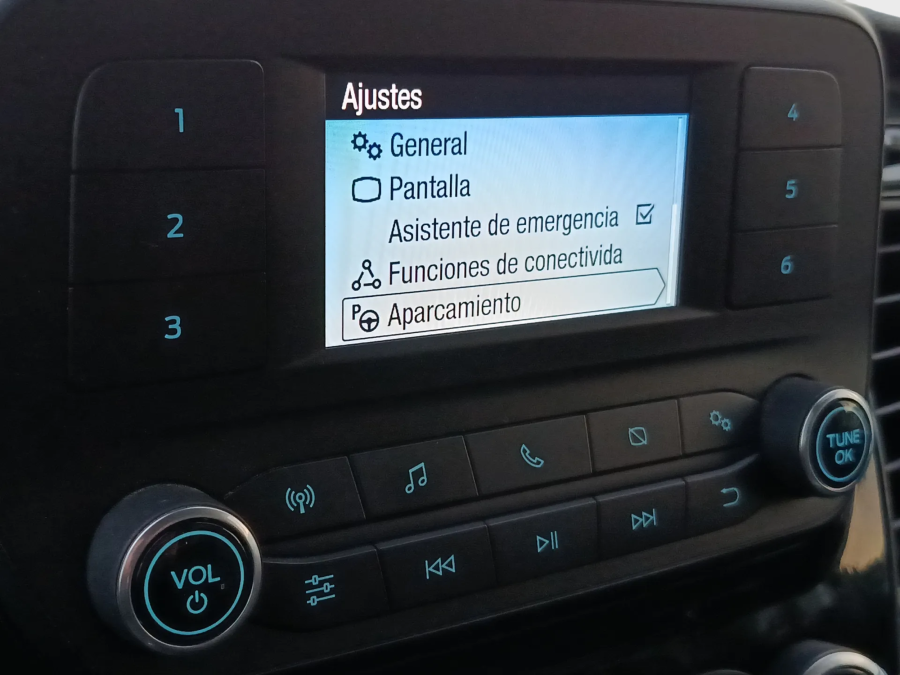 Ajustes
1
General
4
Pantalla
2
Asistente de emergencia
5
Funciones de conectivida
6
3
P Aparcamiento
TUNE
OK
VOL